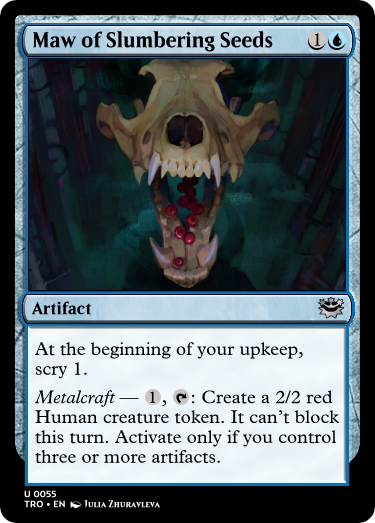 Maw of Slumbering Seeds 1
Artifact
At the beginning of your upkeep,
scry 1.
Metalcraft — 1, : Create a 2/2 red
Human creature token. It can't block
this turn. Activate only if you control
three or more artifacts.
U 0055
TRO • EN Julia Zhuravleva